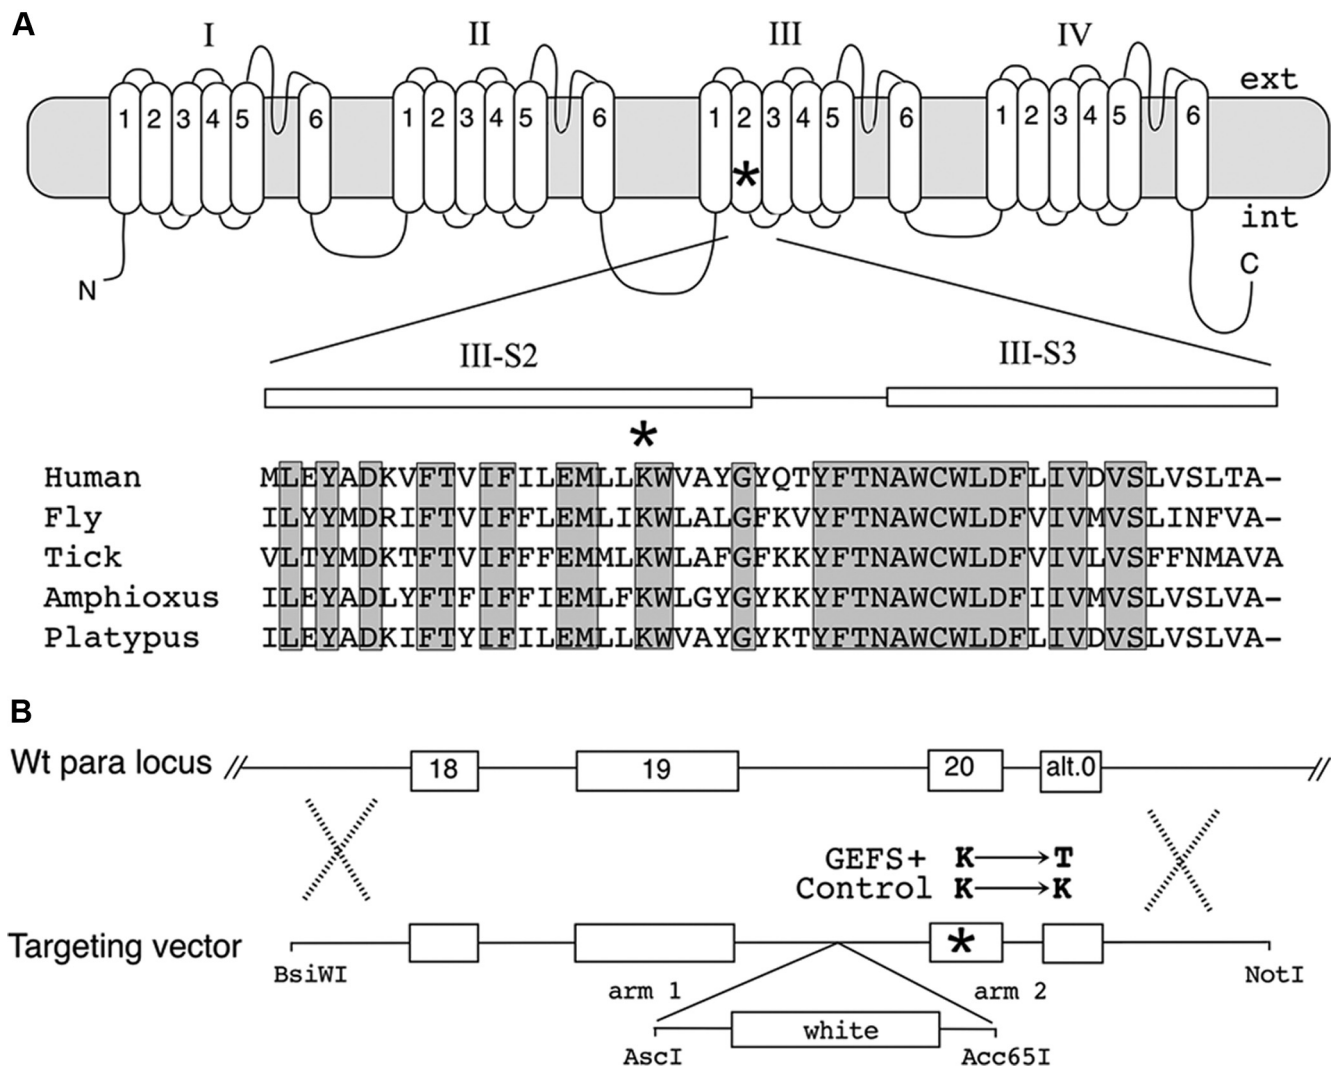 A
I II III IV
ext
1 2 3 4 5 6 1 2 3 4 5 6 1 2 3 4 5 6 1 2 3 4 5 6
*
int
N
C
III-S2 III-S3
*
Human MLEYADKVFTVIFILEMLLKWVAYGYQTYFTNAWCWLDFLIVDVSLVSLTA-
Fly ILYYMDRIFTVIFFLEMLIKWLALGFKVYFTNAWCWLDFVIVMVSLINFVA-
Tick VLTYMDKTFTVIFFFEMMLKWLAFGFKKYFTNAWCWLDFVIVLVSFFNMAVA
Amphioxus ILEYADLYFTFIFFIEMLFKWLGYGYKKYFTNAWCWLDFIIVMVSLVSLVA-
Platypus ILEYADKIFTYIFILEMLLKWVAYGYKTYFTNAWCWLDFLIVDVSLVSLVA-
B
Wt para locus // 18 19 20 alt.0 //
GEFS+ K → T
Control K → K
Targeting vector *
BsiWI NotI
arm 1 arm 2
white
AscI Acc65I